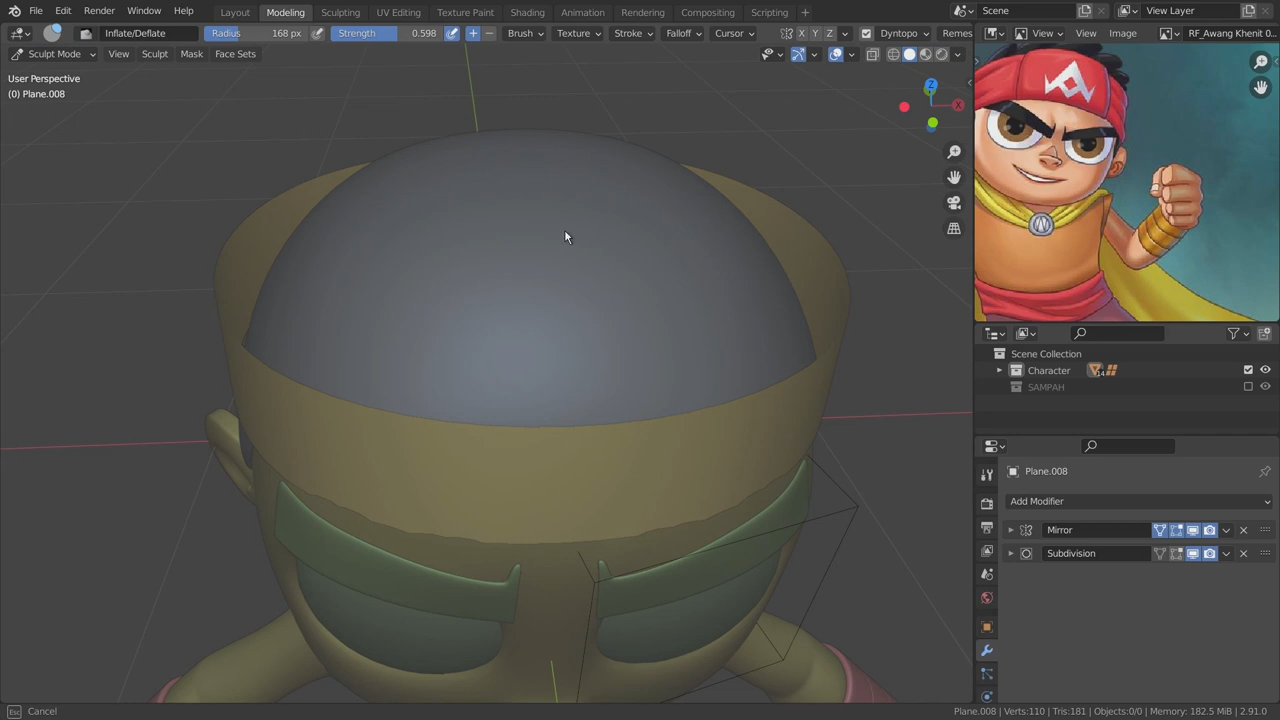 File Edit Render Window Help Layout Modeling Sculpting UV Editing Texture Paint Shading Animation Rendering Compositing Scripting + Scene View Layer
Inflate/Deflate Radius 168 px Strength 0.598 + − Brush Texture Stroke Falloff Cursor X Y Z Dyntopo Remes View View Image RF_Awang Khenit 0...
Sculpt Mode View Sculpt Mask Face Sets
User Perspective
(0) Plane.008
Z
X
Scene Collection
Character 14
SAMPAH
Plane.008
Add Modifier
Mirror
Subdivision
Esc Cancel Plane.008 | Verts:110 | Tris:181 | Objects:0/0 | Memory: 182.5 MiB | 2.91.0